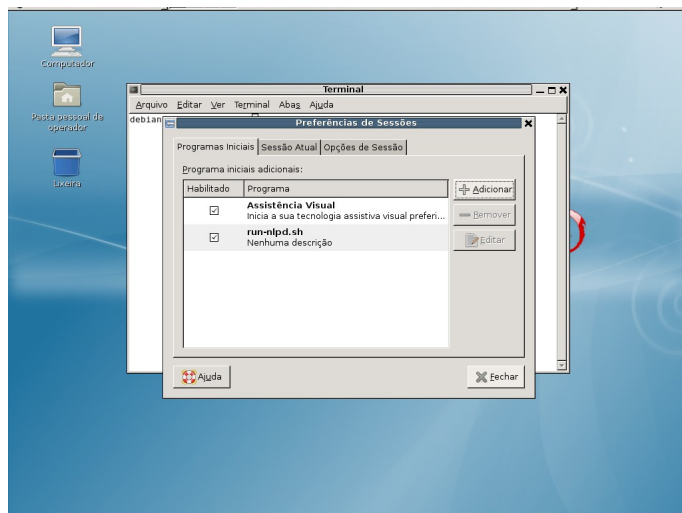 Computador
Pasta pessoal de
operador
Lixeira
Terminal
Arquivo Editar Ver Terminal Abas Ajuda
debian
Preferências de Sessões
Programas Iniciais Sessão Atual Opções de Sessão
Programa iniciais adicionais:
Habilitado Programa
Assistência Visual
Inicia a sua tecnologia assistiva visual preferi...
run-nlpd.sh
Nenhuma descrição
Adicionar
Remover
Editar
Ajuda
Fechar